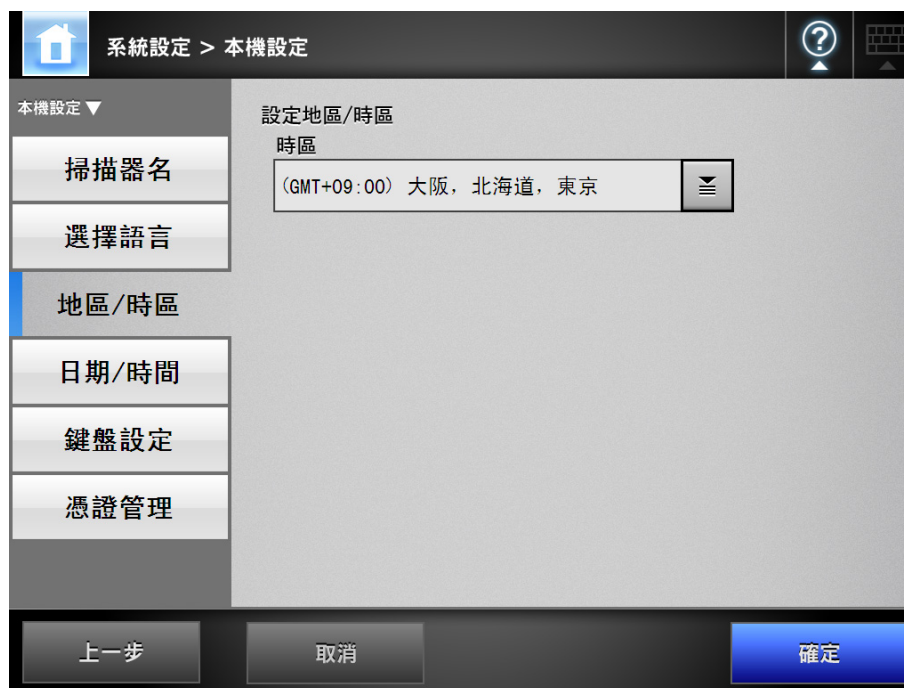 系統設定 > 本機設定
本機設定▼
掃描器名
選擇語言
地區/時區
日期/時間
鍵盤設定
憑證管理
設定地區/時區
時區
(GMT+09:00) 大阪，北海道，東京
上一步
取消
確定